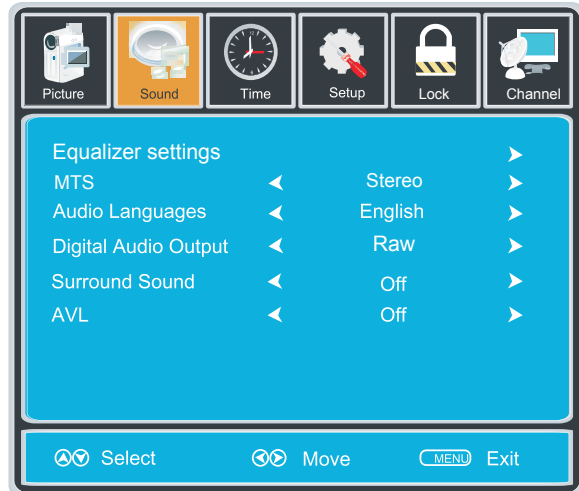 Picture Sound Time Setup Lock Channel
Equalizer settings
MTS Stereo
Audio Languages English
Digital Audio Output Raw
Surround Sound Off
AVL Off
Select Move MENU Exit